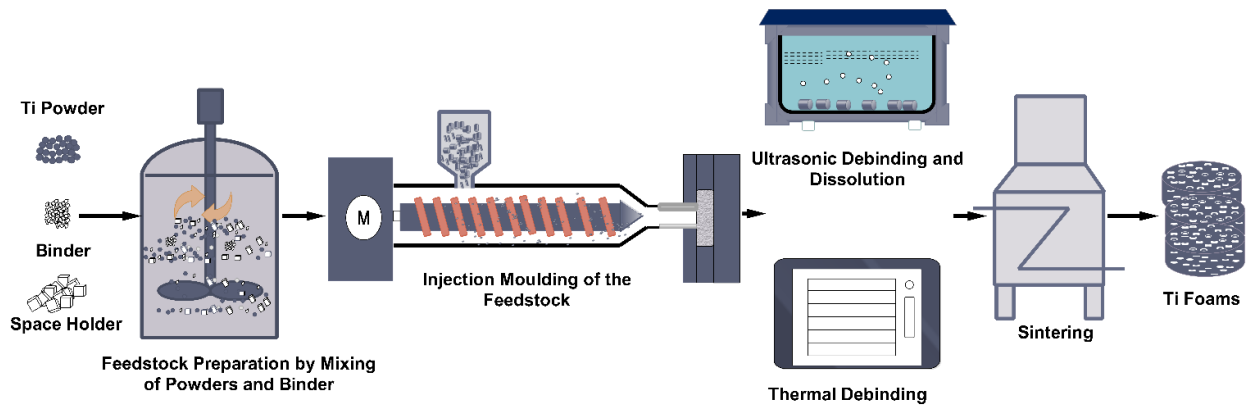 Ti Powder
Binder
Space Holder
Feedstock Preparation by Mixing
of Powders and Binder
M
Injection Moulding of the
Feedstock
Ultrasonic Debinding and
Dissolution
Thermal Debinding
Sintering
Ti Foams